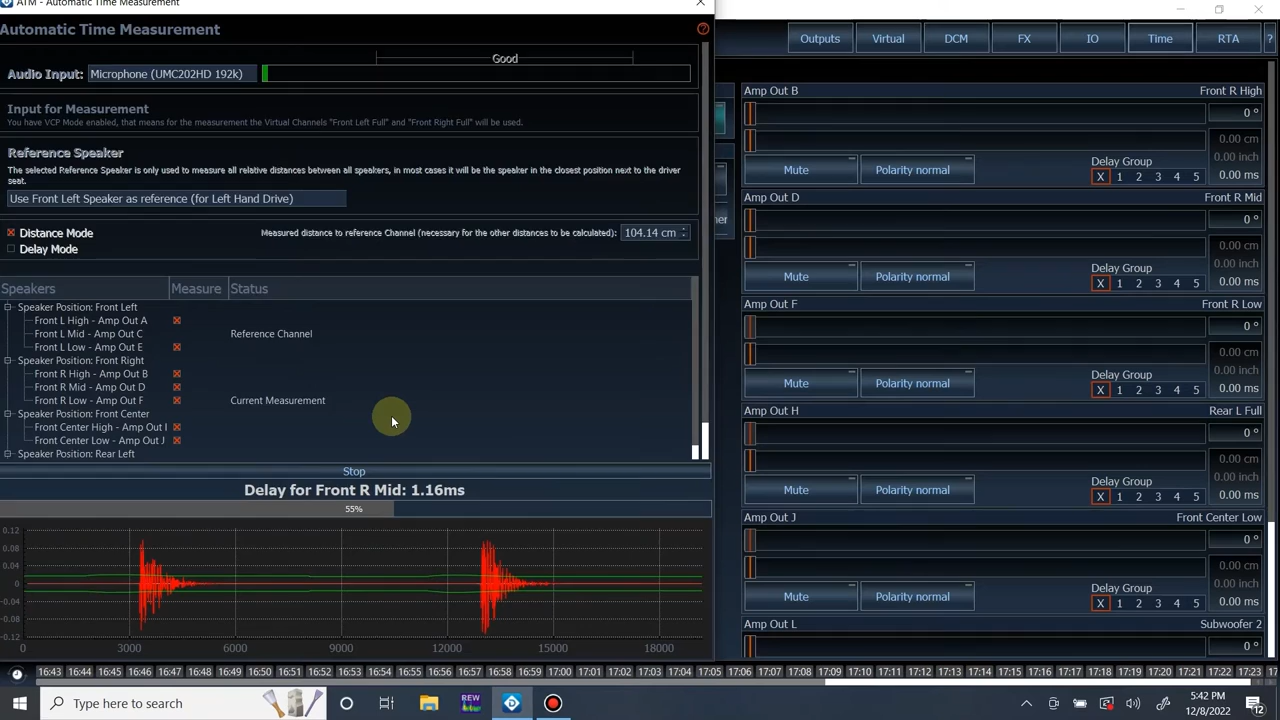 ATM - Automatic Time Measurement
Automatic Time Measurement
?
Good
Audio Input: Microphone (UMC202HD 192k)
Input for Measurement
You have VCP Mode enabled, that means for the measurement the Virtual Channels "Front Left Full" and "Front Right Full" will be used.
Reference Speaker
This signal Reference Speaker is only used to measure all relative distances between all speakers, in most cases it will be the speaker in the closest position next to the driver
seat.
Use Front Left Speaker as reference (for Left Hand Drive)
Distance Mode
Measured distance to reference Channel (necessary for the other distances to be calculated): 104.14 cm
Delay Mode
Speakers Measure Status
Speaker Position: Front Left
Front L High - Amp Out A
Front L Mid - Amp Out C Reference Channel
Front L Low - Amp Out E
Speaker Position: Front Right
Front R High - Amp Out B
Front R Mid - Amp Out D
Front R Low - Amp Out F Current Measurement
Speaker Position: Front Center
Front Center High - Amp Out I
Front Center Low - Amp Out J
Speaker Position: Rear Left
Stop
Delay for Front R Mid: 1.16ms
55%
0.12
0.08
0.04
0
-0.04
-0.08
-0.12
0 3000 6000 9000 12000 15000 18000
Outputs Virtual DCM FX IO Time RTA ?
Amp Out B Front R High
0 °
0.00 cm
0.00 inch
0.00 ms
Mute Polarity normal
Delay Group
X 1 2 3 4 5
Amp Out D Front R Mid
0 °
0.00 cm
0.00 inch
0.00 ms
Mute Polarity normal
Delay Group
X 1 2 3 4 5
Amp Out F Front R Low
0 °
0.00 cm
0.00 inch
0.00 ms
Mute Polarity normal
Delay Group
X 1 2 3 4 5
Amp Out H Rear L Full
0 °
0.00 cm
0.00 inch
0.00 ms
Mute Polarity normal
Delay Group
X 1 2 3 4 5
Amp Out J Front Center Low
0 °
0.00 cm
0.00 inch
0.00 ms
Mute Polarity normal
Delay Group
X 1 2 3 4 5
Amp Out L Subwoofer 2
ner
16:43 16:44 16:45 16:46 16:47 16:48 16:49 16:50 16:51 16:52 16:53 16:54 16:55 16:56 16:57 16:58 16:59 17:00 17:01 17:02 17:03 17:04 17:05 17:06 17:07 17:08 17:09 17:10 17:11 17:12 17:13 17:14 17:15 17:16 17:17 17:18 17:19 17:20 17:21 17:22 17:23
Type here to search
REW
5:42 PM
12/8/2022
12